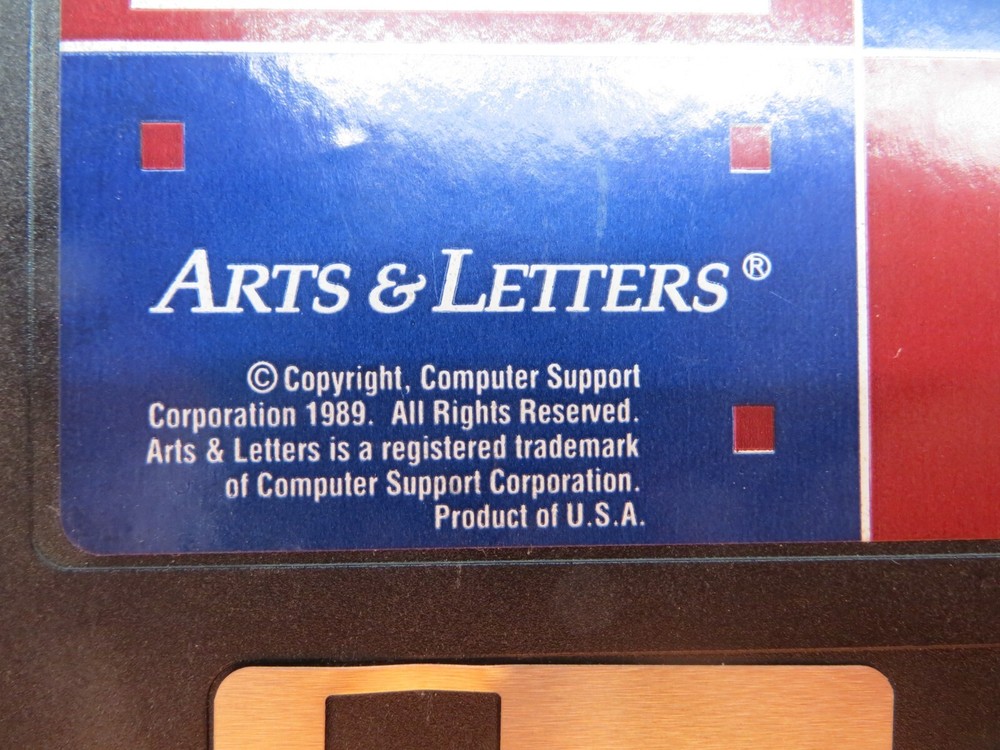 ARTS & LETTERS®
© Copyright, Computer Support
Corporation 1989. All Rights Reserved.
Arts & Letters is a registered trademark
of Computer Support Corporation.
Product of U.S.A.